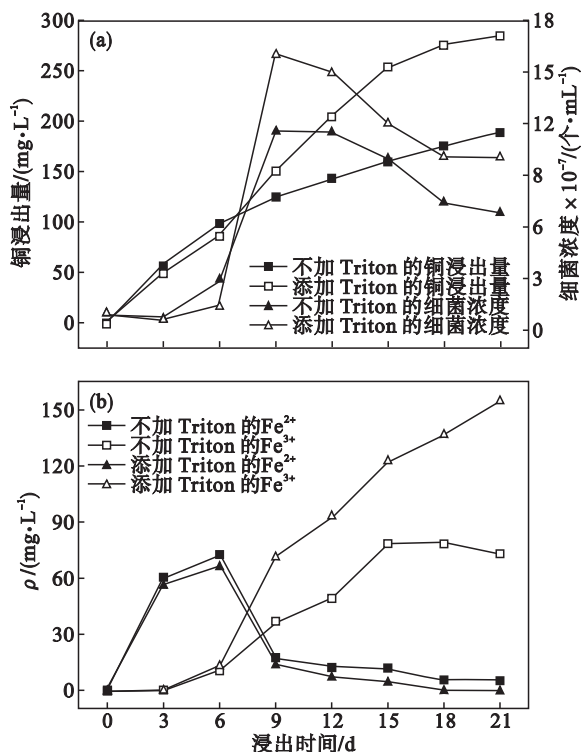 (a)
铜浸出量/(mg·L⁻¹)
300
250
200
150
100
50
0
18
15
12
8
6
3
0
细菌浓度×10⁻⁷/(个·mL⁻¹)
不加 Triton 的铜浸出量
添加 Triton 的铜浸出量
不加 Triton 的细菌浓度
添加 Triton 的细菌浓度
(b)
ρ/(mg·L⁻¹)
150
120
90
60
30
0
不加 Triton 的Fe²⁺
不加 Triton 的Fe³⁺
添加 Triton 的Fe²⁺
添加 Triton 的Fe³⁺
0 3 6 9 12 15 18 21
浸出时间/d